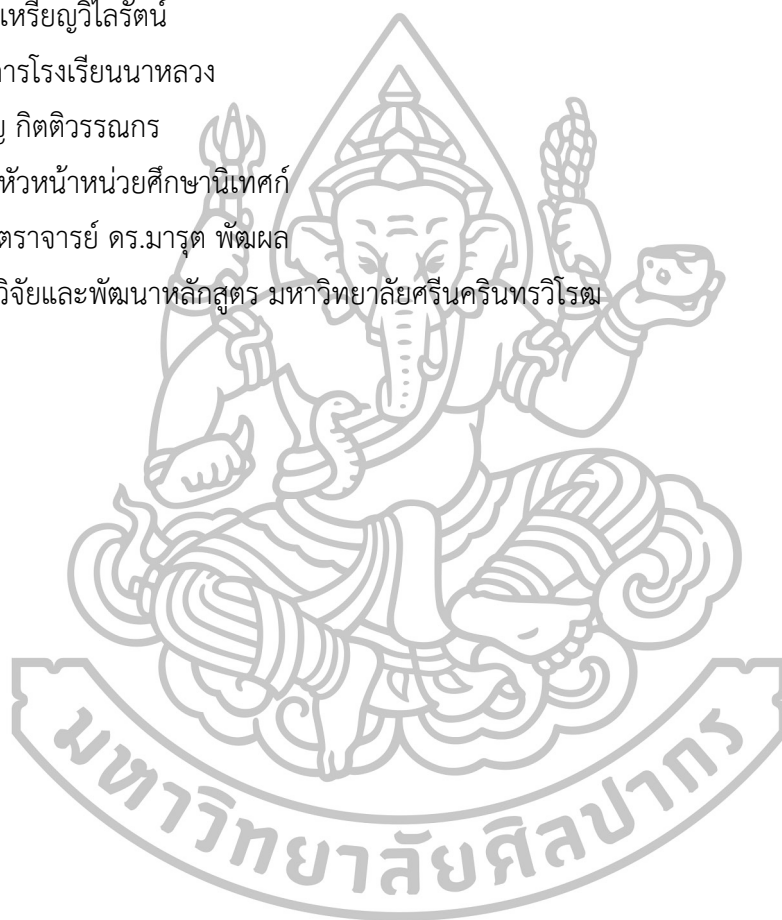 เหรียญวิไลรัตน์
การโรงเรียนนาหลวง
กิตติวรรณกร
หัวหน้าหน่วยศึกษานิเทศก์
ตราจารย์ ดร.มารุต พัฒผล
วิจัยและพัฒนาหลักสูตร มหาวิทยาลัยศรีนครินทรวิโรฒ
มหาวิทยาลัยศิลปากร